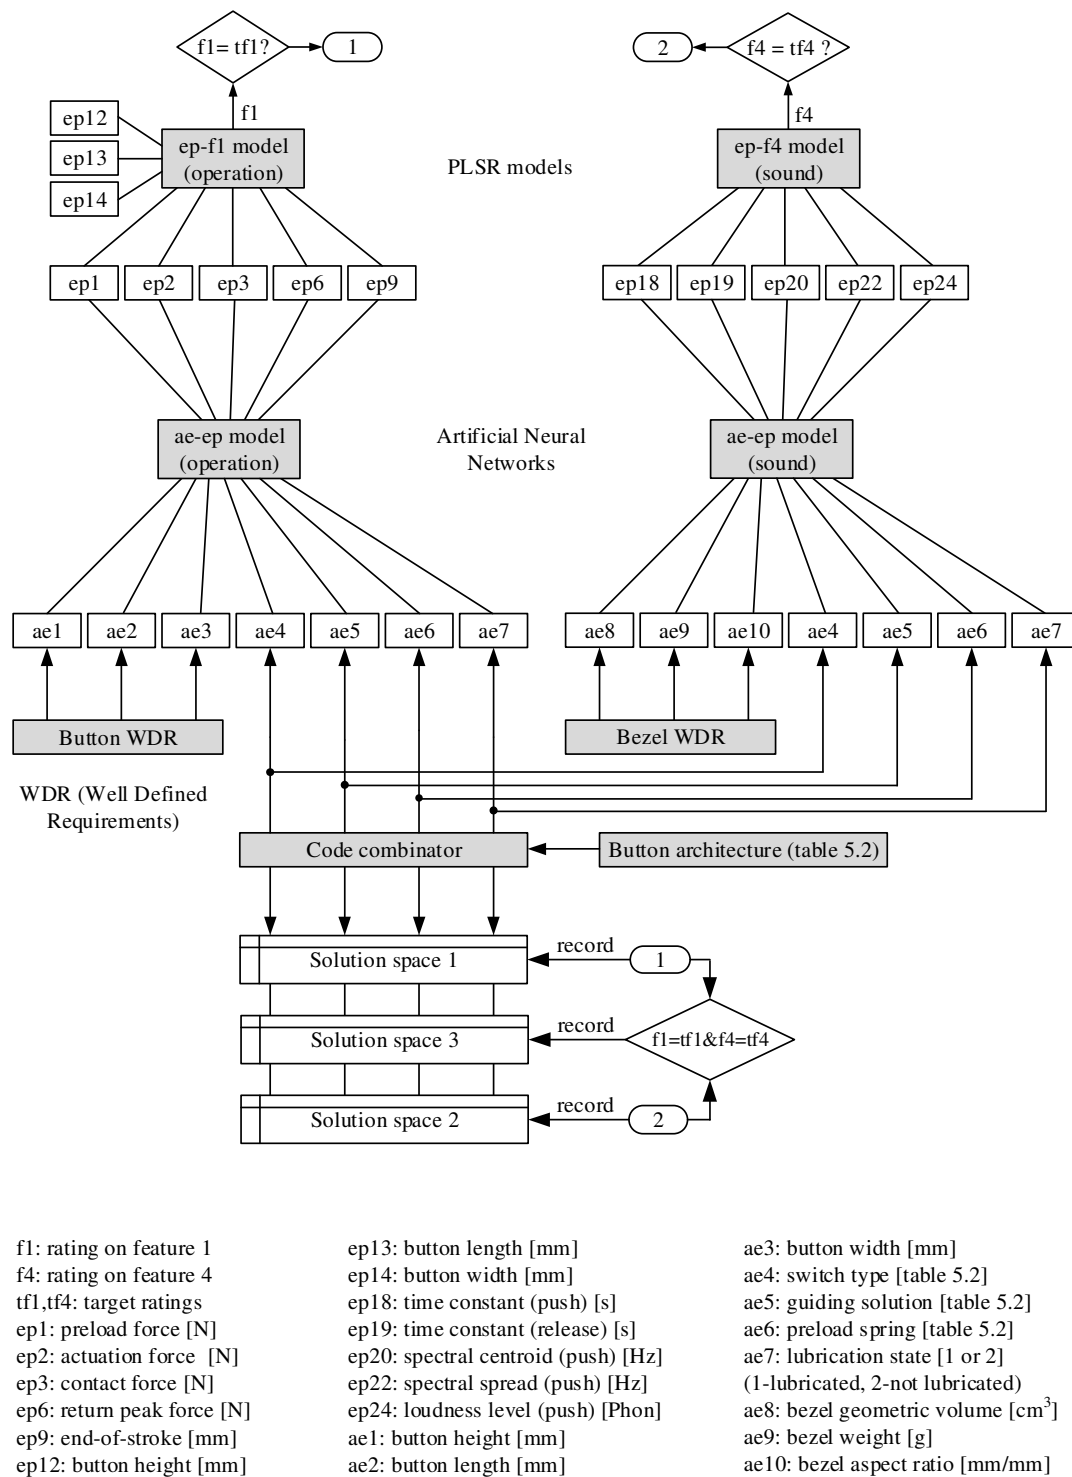 f1= tf1?
1
2
f4 = tf4 ?
f1
f4
ep12
ep13
ep14
ep-f1 model
(operation)
PLSR models
ep-f4 model
(sound)
ep1
ep2
ep3
ep6
ep9
ep18
ep19
ep20
ep22
ep24
ae-ep model
(operation)
Artificial Neural
Networks
ae-ep model
(sound)
ae1
ae2
ae3
ae4
ae5
ae6
ae7
ae8
ae9
ae10
ae4
ae5
ae6
ae7
Button WDR
Bezel WDR
WDR (Well Defined
Requirements)
Code combinator
Button architecture (table 5.2)
Solution space 1
record
1
Solution space 3
record
f1=tf1&f4=tf4
Solution space 2
record
2
f1: rating on feature 1
f4: rating on feature 4
tf1,tf4: target ratings
ep1: preload force [N]
ep2: actuation force [N]
ep3: contact force [N]
ep6: return peak force [N]
ep9: end-of-stroke [mm]
ep12: button height [mm]
ep13: button length [mm]
ep14: button width [mm]
ep18: time constant (push) [s]
ep19: time constant (release) [s]
ep20: spectral centroid (push) [Hz]
ep22: spectral spread (push) [Hz]
ep24: loudness level (push) [Phon]
ae1: button height [mm]
ae2: button length [mm]
ae3: button width [mm]
ae4: switch type [table 5.2]
ae5: guiding solution [table 5.2]
ae6: preload spring [table 5.2]
ae7: lubrication state [1 or 2]
(1-lubricated, 2-not lubricated)
ae8: bezel geometric volume [cm³]
ae9: bezel weight [g]
ae10: bezel aspect ratio [mm/mm]